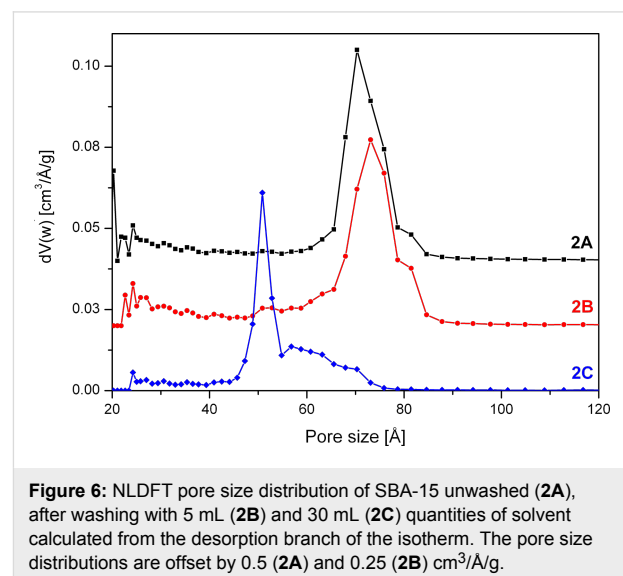 0.10
0.08
0.05
0.03
0.00
dV(w) [cm³/Å/g]
2A
2B
2C
20 40 60 80 100 120
Pore size [Å]
Figure 6: NLDFT pore size distribution of SBA-15 unwashed (2A),
after washing with 5 mL (2B) and 30 mL (2C) quantities of solvent
calculated from the desorption branch of the isotherm. The pore size
distributions are offset by 0.5 (2A) and 0.25 (2B) cm³/Å/g.